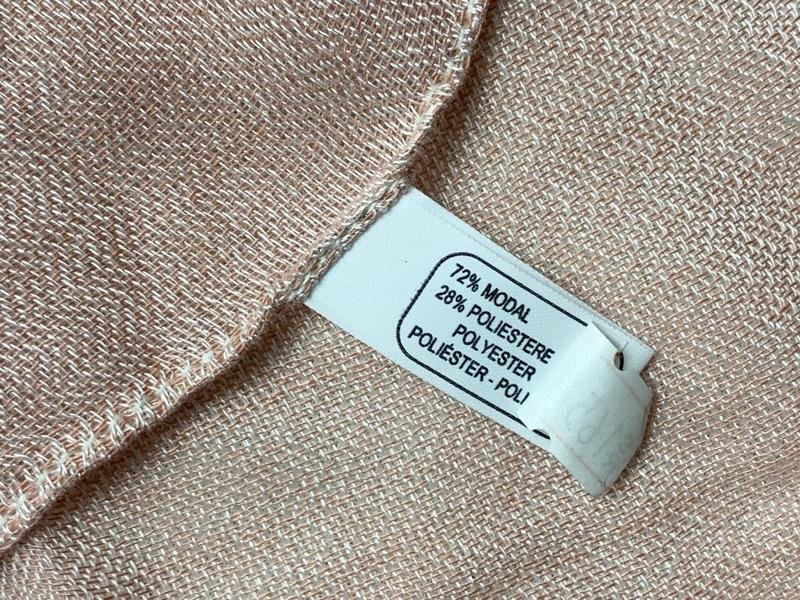 72% MODAL
28% POLIESTERE
POLYESTER
POLIÉSTER - POLI